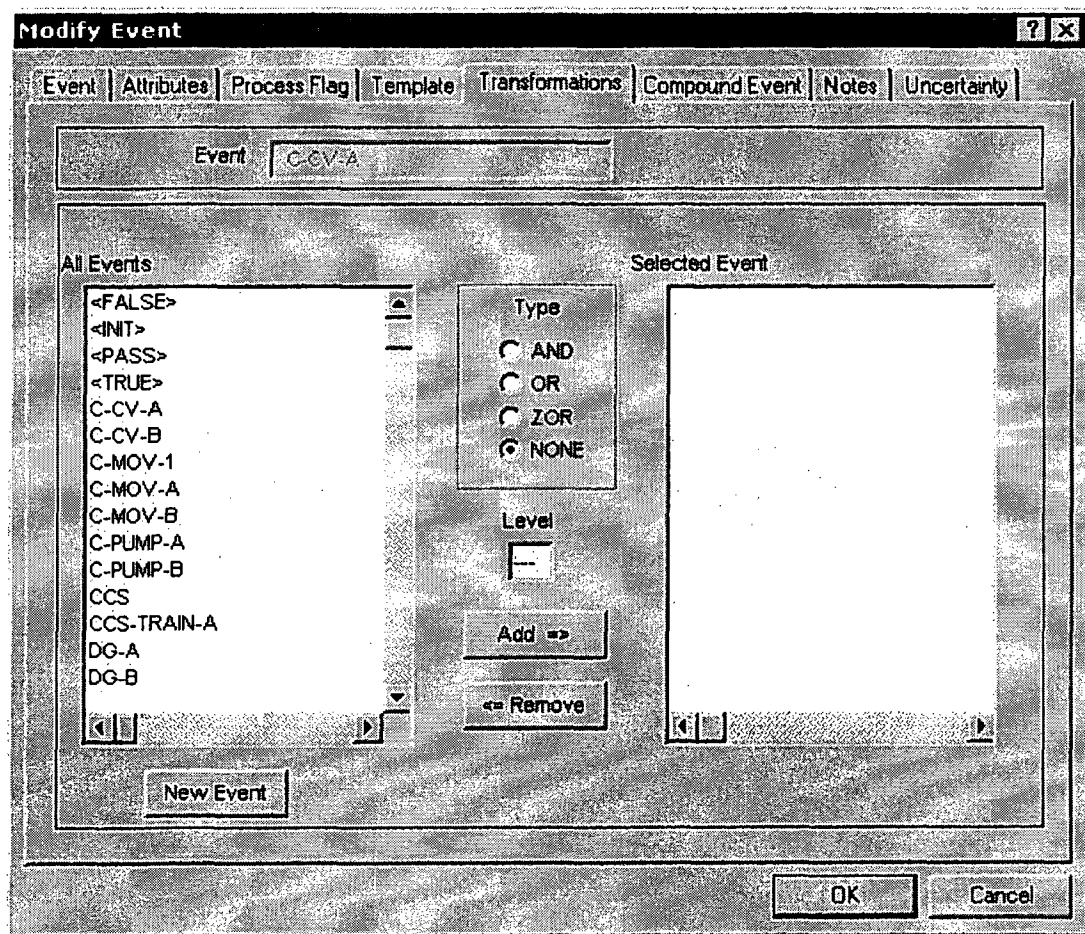 Modify Event
Event Attributes Process Flag Template Transformations Compound Event Notes Uncertainty
Event C-CV-A
All Events
<FALSE>
<INIT>
<PASS>
<TRUE>
C-CV-A
C-CV-B
C-MOV-1
C-MOV-A
C-MOV-B
C-PUMP-A
C-PUMP-B
CCS
CCS-TRAIN-A
DG-A
DG-B
New Event
Type
AND
OR
ZOR
NONE
Level
---
Add =>
<= Remove
Selected Event
OK Cancel